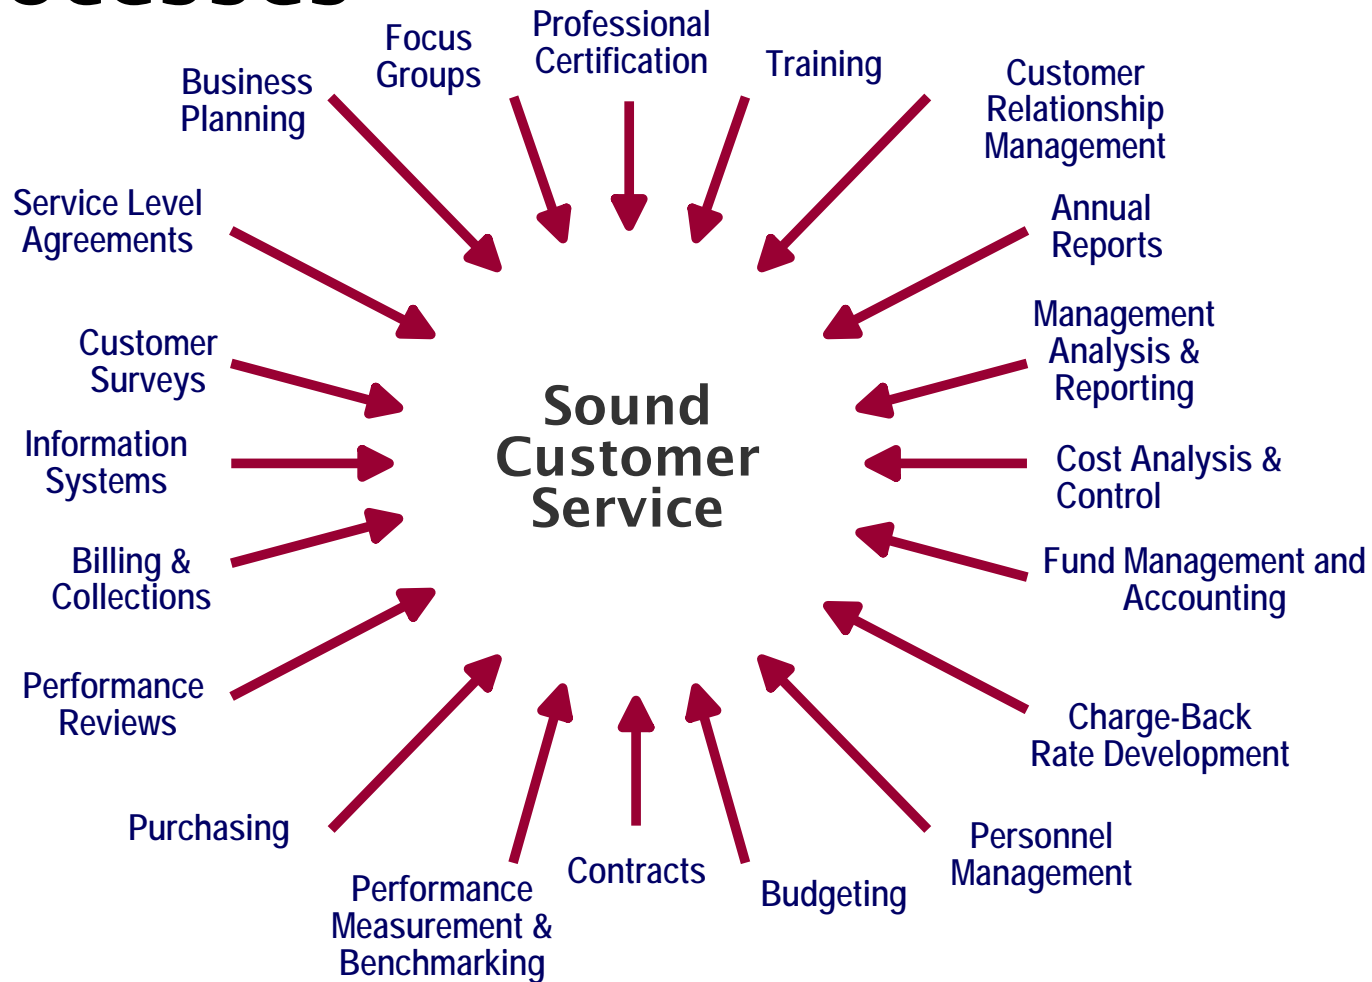 Focus
Groups
Professional
Certification
Training
Business
Planning
Customer
Relationship
Management
Service Level
Agreements
Annual
Reports
Customer
Surveys
Management
Analysis &
Reporting
Sound
Customer
Service
Information
Systems
Cost Analysis &
Control
Billing &
Collections
Fund Management and
Accounting
Performance
Reviews
Charge-Back
Rate Development
Purchasing
Personnel
Management
Performance
Measurement &
Benchmarking
Contracts
Budgeting